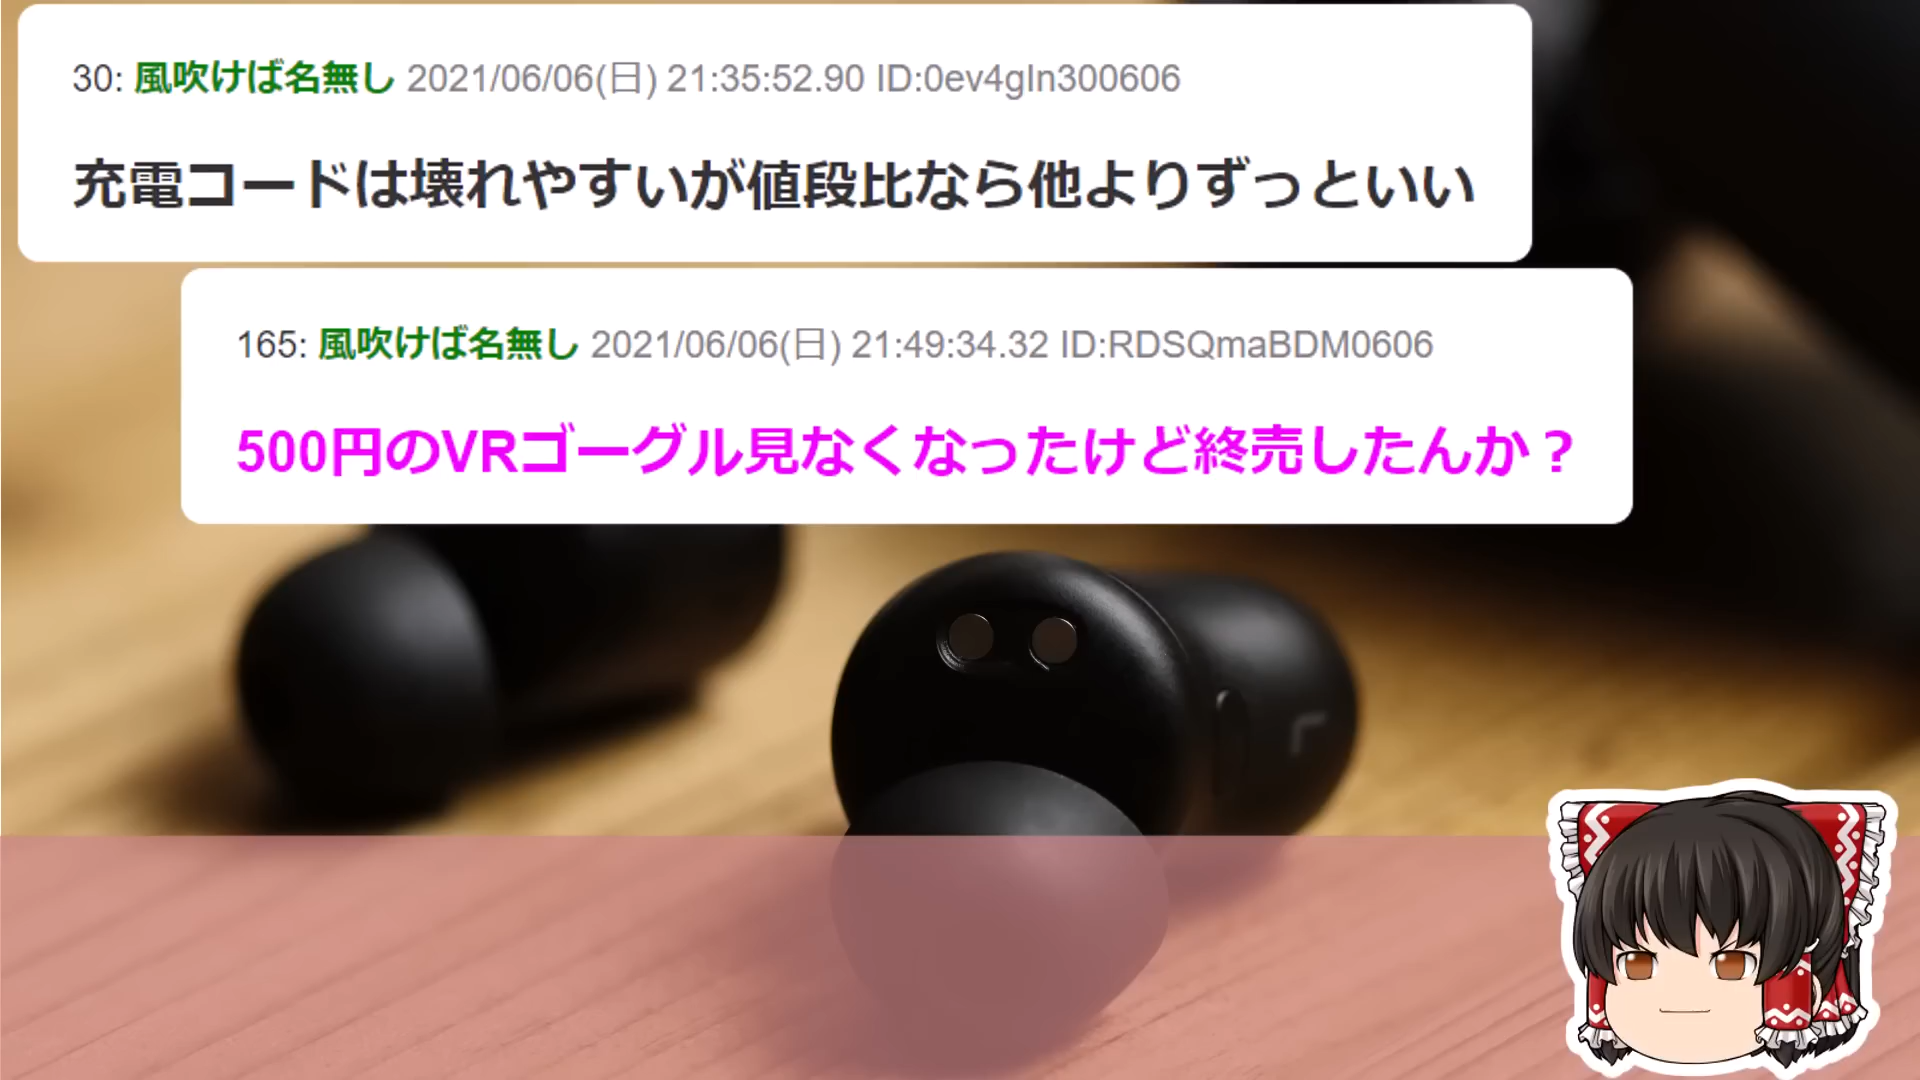 30: 風吹けば名無し 2021/06/06(日) 21:35:52.90 ID:0ev4gIn300606
充電コードは壊れやすいが値段比なら他よりずっといい
165: 風吹けば名無し 2021/06/06(日) 21:49:34.32 ID:RDSQmaBDM0606
500円のVRゴーグル見なくなったけど終売したんか？